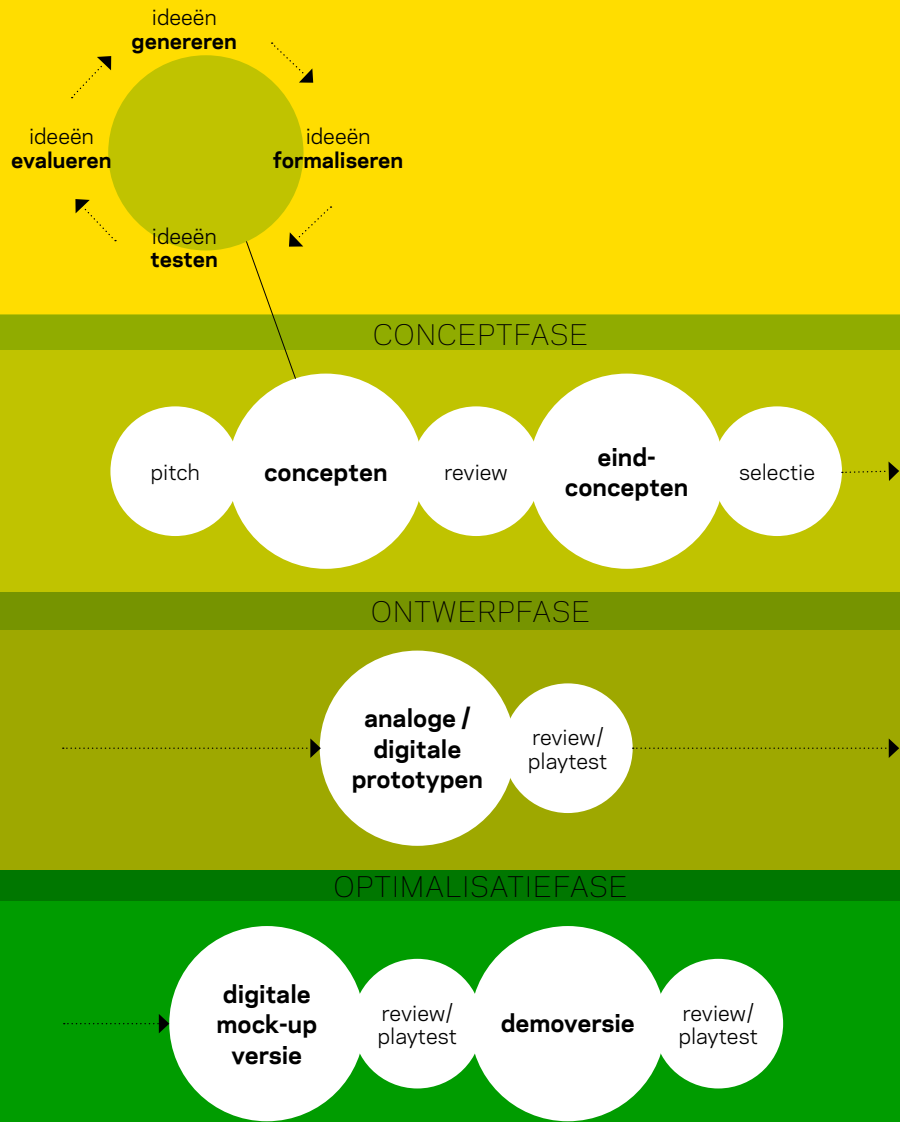 ideeën
genereren
ideeën
evalueren
ideeën
formaliseren
ideeën
testen
CONCEPTFASE
pitch
concepten
review
eind-
concepten
selectie
ONTWERPFASE
analoge /
digitale
prototypen
review/
playtest
OPTIMALISATIEFASE
digitale
mock-up
versie
review/
playtest
demoversie
review/
playtest